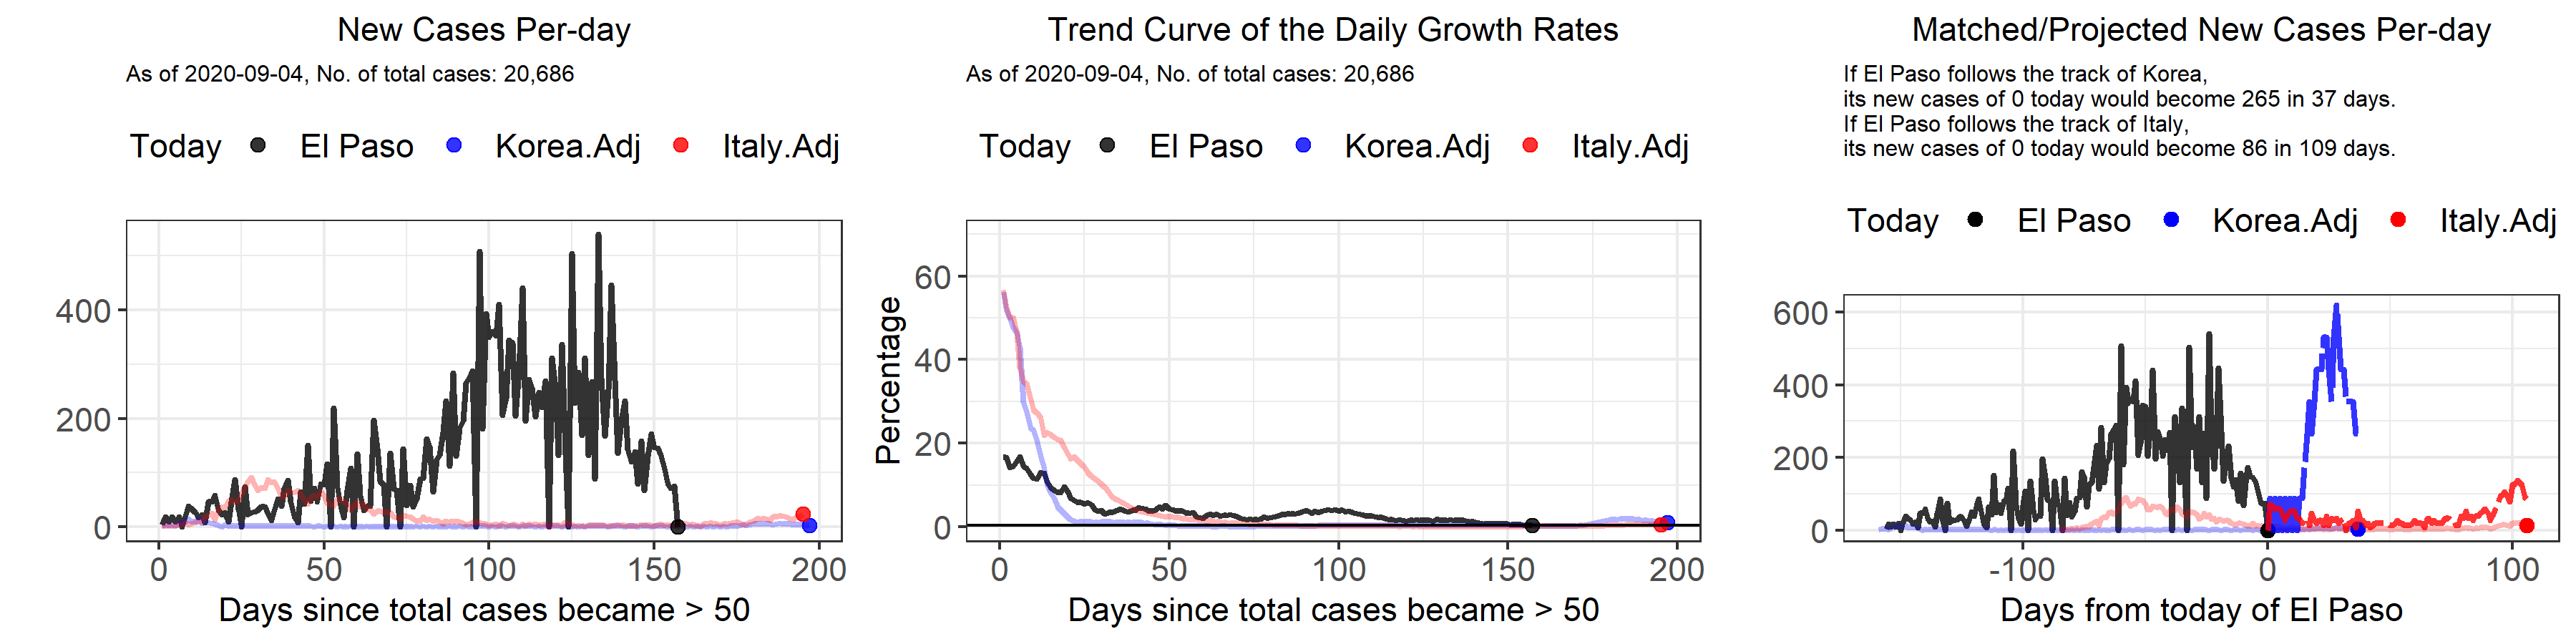 New Cases Per-day
As of 2020-09-04, No. of total cases: 20,686
Today El Paso Korea.Adj Italy.Adj
400
200
0
0 50 100 150 200
Days since total cases became > 50
Trend Curve of the Daily Growth Rates
As of 2020-09-04, No. of total cases: 20,686
Today El Paso Korea.Adj Italy.Adj
Percentage
60
40
20
0
0 50 100 150 200
Days since total cases became > 50
Matched/Projected New Cases Per-day
If El Paso follows the track of Korea,
its new cases of 0 today would become 265 in 37 days.
If El Paso follows the track of Italy,
its new cases of 0 today would become 86 in 109 days.
Today El Paso Korea.Adj Italy.Adj
600
400
200
0
-100 0 100
Days from today of El Paso